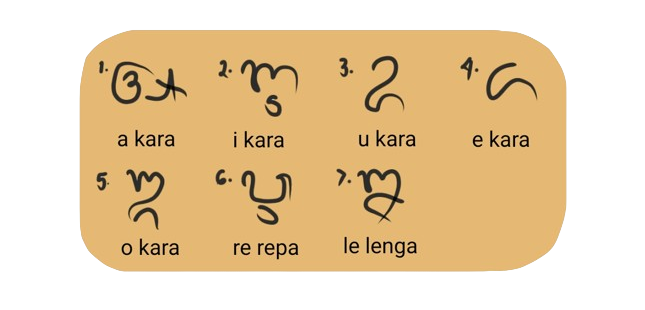 1. ᬅ 2. ᬇ 3. ᬉ 4. ᬏ
a kara i kara u kara e kara
5. ᬑ 6. ᬋ 7. ᬍ
o kara re repa le lenga